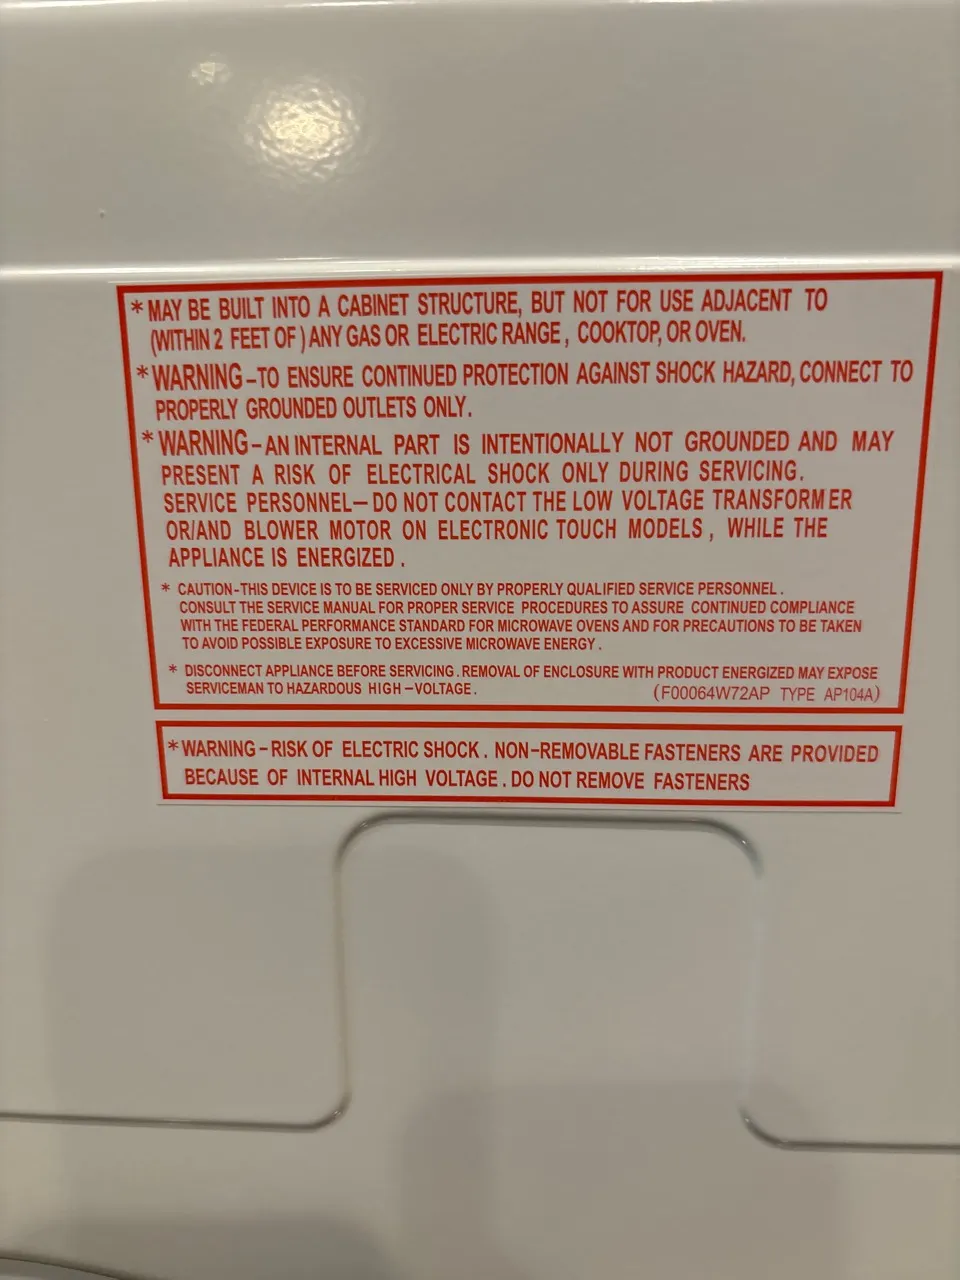 * MAY BE BUILT INTO A CABINET STRUCTURE, BUT NOT FOR USE ADJACENT TO
(WITHIN 2 FEET OF) ANY GAS OR ELECTRIC RANGE, COOKTOP, OR OVEN.
* WARNING-TO ENSURE CONTINUED PROTECTION AGAINST SHOCK HAZARD, CONNECT TO
PROPERLY GROUNDED OUTLETS ONLY.
* WARNING-AN INTERNAL PART IS INTENTIONALLY NOT GROUNDED AND MAY
PRESENT A RISK OF ELECTRICAL SHOCK ONLY DURING SERVICING.
SERVICE PERSONNEL-DO NOT CONTACT THE LOW VOLTAGE TRANSFORMER
OR/AND BLOWER MOTOR ON ELECTRONIC TOUCH MODELS, WHILE THE
APPLIANCE IS ENERGIZED.
* CAUTION-THIS DEVICE IS TO BE SERVICED ONLY BY PROPERLY QUALIFIED SERVICE PERSONNEL.
CONSULT THE SERVICE MANUAL FOR PROPER SERVICE PROCEDURES TO ASSURE CONTINUED COMPLIANCE
WITH THE FEDERAL PERFORMANCE STANDARD FOR MICROWAVE OVENS AND FOR PRECAUTIONS TO BE TAKEN
TO AVOID POSSIBLE EXPOSURE TO EXCESSIVE MICROWAVE ENERGY.
* DISCONNECT APPLIANCE BEFORE SERVICING. REMOVAL OF ENCLOSURE WITH PRODUCT ENERGIZED MAY EXPOSE
SERVICEMAN TO HAZARDOUS HIGH-VOLTAGE. (F00064W72AP TYPE AP104A)
* WARNING-RISK OF ELECTRIC SHOCK. NON-REMOVABLE FASTENERS ARE PROVIDED
BECAUSE OF INTERNAL HIGH VOLTAGE. DO NOT REMOVE FASTENERS